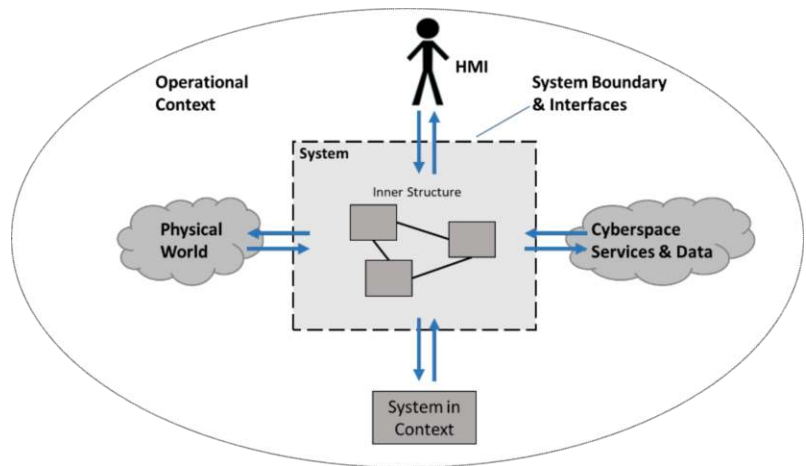 HMI
Operational
Context
System Boundary
& Interfaces
System
Inner Structure
Physical
World
Cyberspace
Services & Data
System in
Context